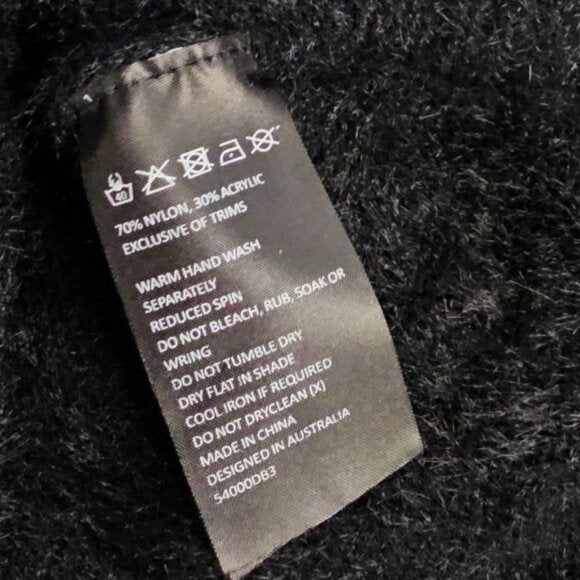 40
70% NYLON, 30% ACRYLIC
EXCLUSIVE OF TRIMS
WARM HAND WASH
SEPARATELY
REDUCED SPIN
DO NOT BLEACH, RUB, SOAK OR
WRING
DO NOT TUMBLE DRY
DRY FLAT IN SHADE
COOL IRON IF REQUIRED
DO NOT DRYCLEAN (X)
MADE IN CHINA
DESIGNED IN AUSTRALIA
54000DB3